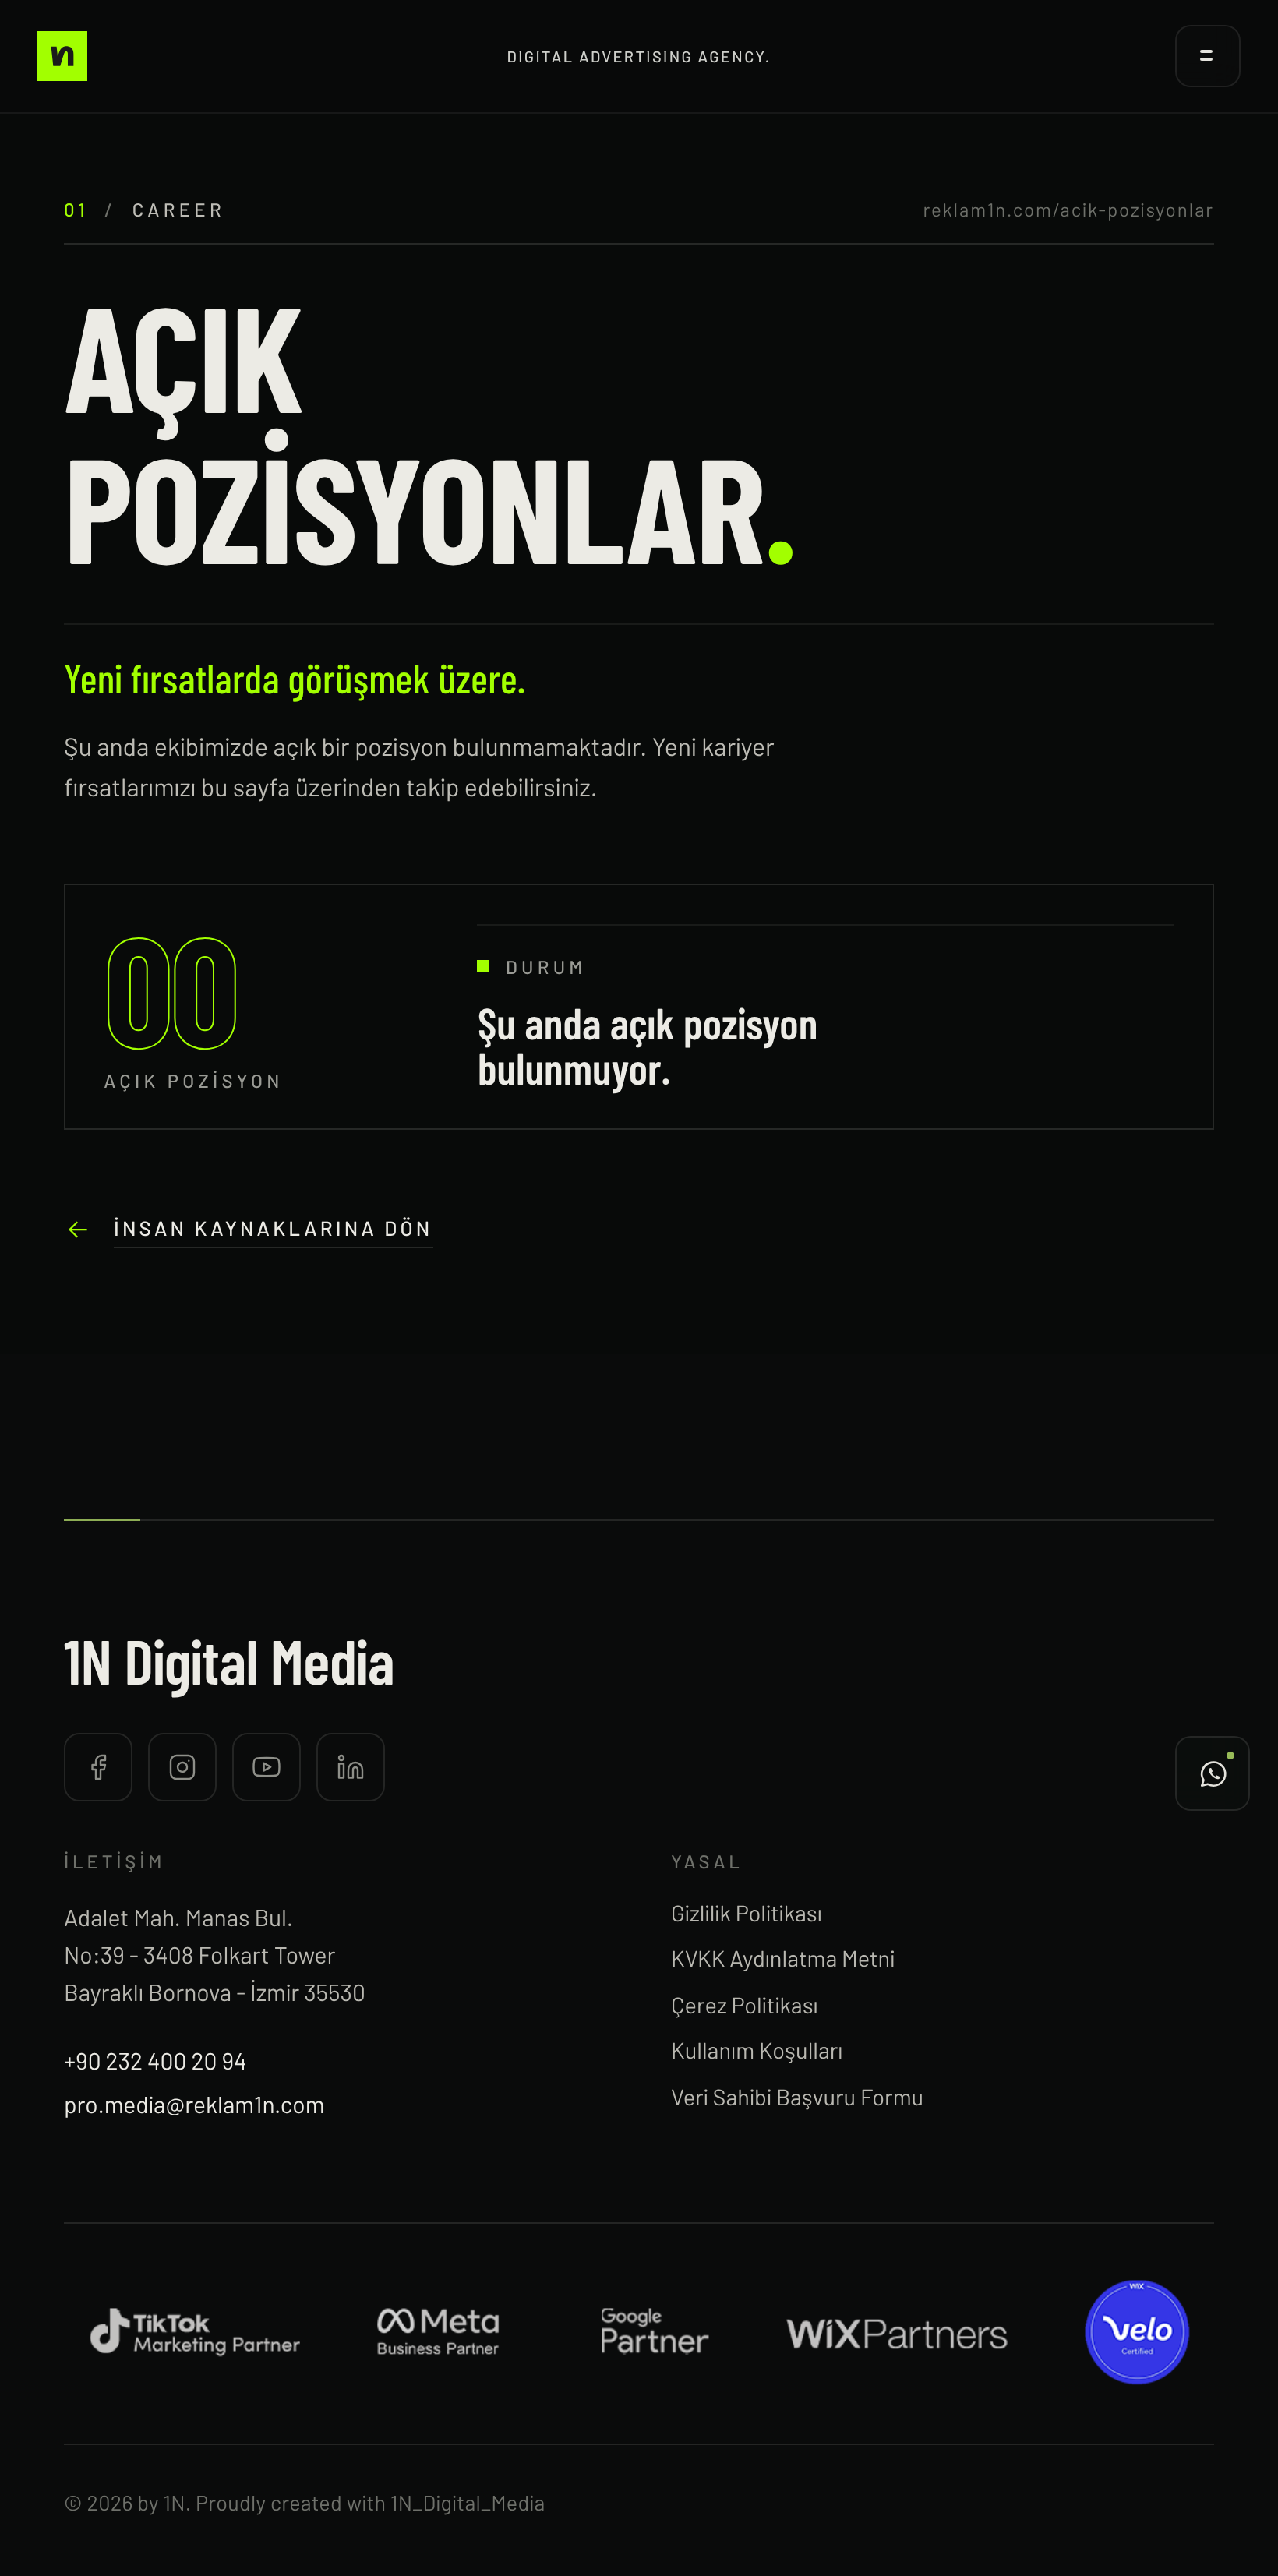 n
DIGITAL ADVERTISING AGENCY.
01 / CAREER
reklam1n.com/acik-pozisyonlar
AÇIK
POZİSYONLAR.
Yeni fırsatlarda görüşmek üzere.
Şu anda ekibimizde açık bir pozisyon bulunmamaktadır. Yeni kariyer
fırsatlarımızı bu sayfa üzerinden takip edebilirsiniz.
00
AÇIK POZİSYON
DURUM
Şu anda açık pozisyon
bulunmuyor.
← İNSAN KAYNAKLARINA DÖN
1N Digital Media
İLETİŞİM
Adalet Mah. Manas Bul.
No:39 - 3408 Folkart Tower
Bayraklı Bornova - İzmir 35530
+90 232 400 20 94
pro.media@reklam1n.com
YASAL
Gizlilik Politikası
KVKK Aydınlatma Metni
Çerez Politikası
Kullanım Koşulları
Veri Sahibi Başvuru Formu
TikTok
Marketing Partner
Meta
Business Partner
Google
Partner
WiXPartners
WIX
velo
Certified
© 2026 by 1N. Proudly created with 1N_Digital_Media